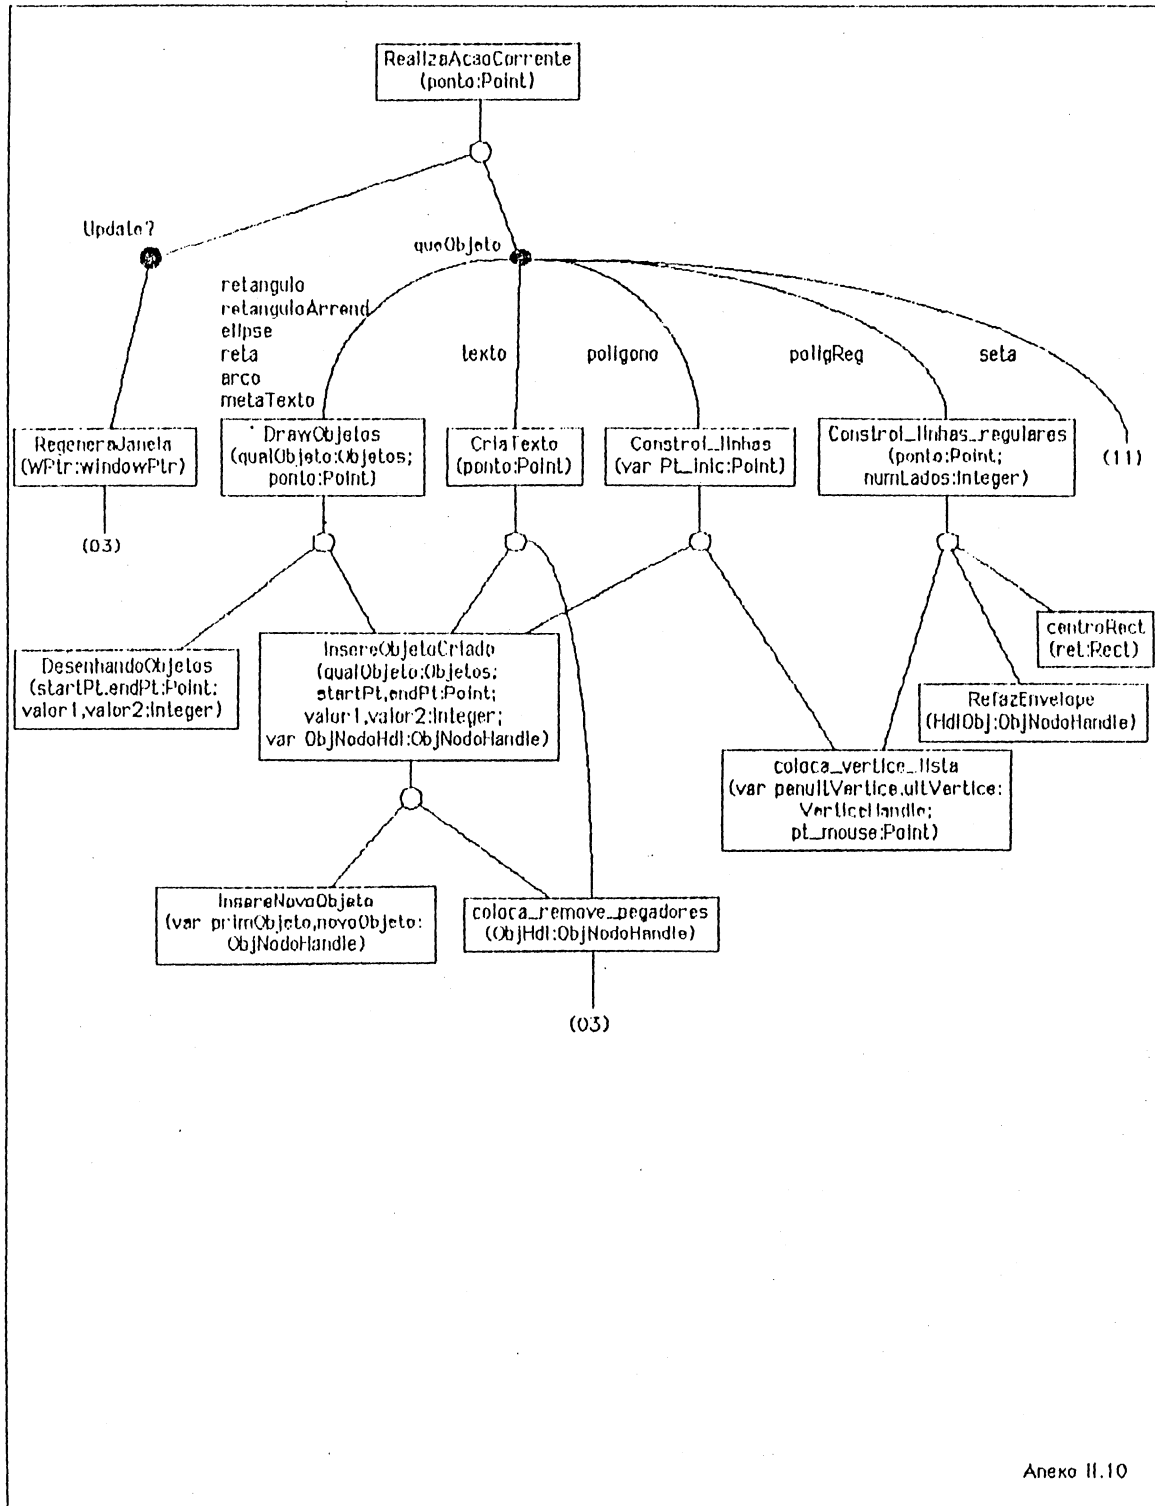 RealizaAcaoCorrente
(ponto:Point)
Update?
queObjeto
retangulo
retanguloArrend
elipse
reta
arco
metaTexto
texto
poligono
poligReg
seta
RegeneraJanela
(WPtr:windowPtr)
DrawObjetos
(qualObjeto:Objetos;
ponto:Point)
CriaTexto
(ponto:Point)
Constroi_linhas
(var Pt_inic:Point)
Constroi_linhas_regulares
(ponto:Point;
numLados:Integer)
(11)
(03)
DesenhandoObjetos
(startPt,endPt:Point;
valor1,valor2:Integer)
InsereObjetoCriado
(qualObjeto:Objetos;
startPt,endPt:Point;
valor1,valor2:Integer;
var ObjNodoHdl:ObjNodoHandle)
centroRect
(ret:Rect)
RefazEnvelope
(HdlObj:ObjNodoHandle)
coloca_vertice_lista
(var penultVertice,ultVertice:
VerticeHandle;
pt_mouse:Point)
InsereNovoObjeto
(var primObjeto,novoObjeto:
ObjNodoHandle)
coloca_remove_pegadores
(ObjHdl:ObjNodoHandle)
(03)
Anexo II.10